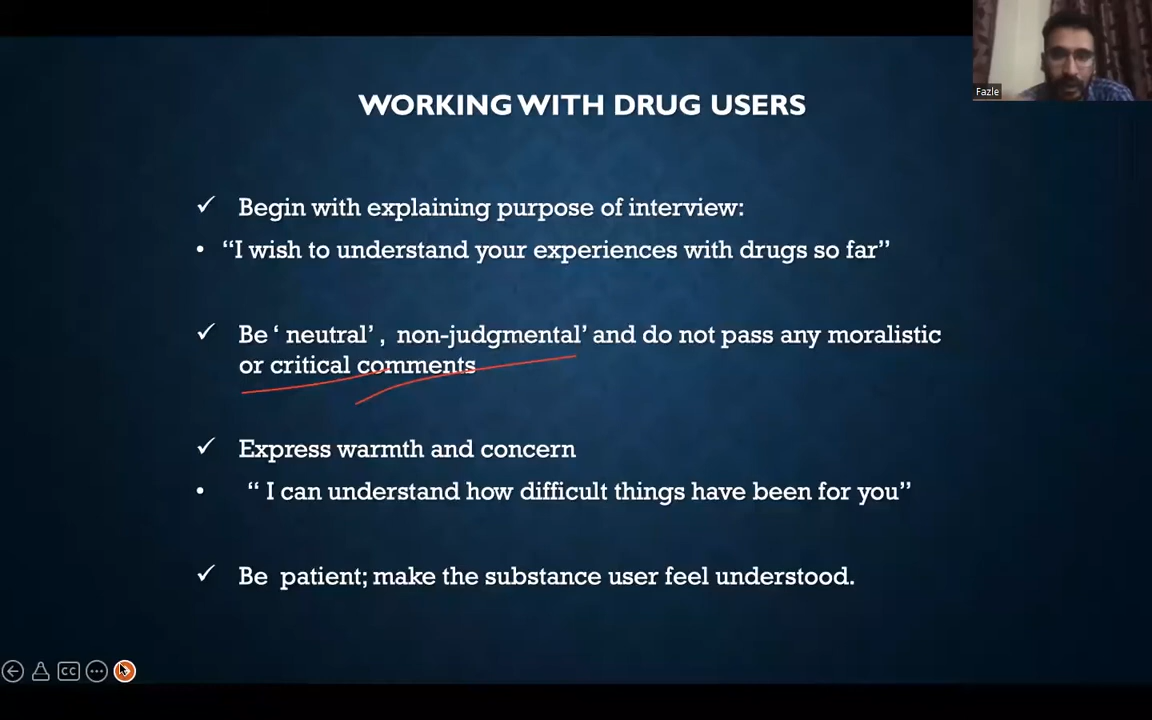 Fazle
WORKING WITH DRUG USERS
✓ Begin with explaining purpose of interview:
• “I wish to understand your experiences with drugs so far”
✓ Be ‘ neutral’ , non-judgmental’ and do not pass any moralistic
or critical comments
✓ Express warmth and concern
• “ I can understand how difficult things have been for you”
✓ Be patient; make the substance user feel understood.
CC